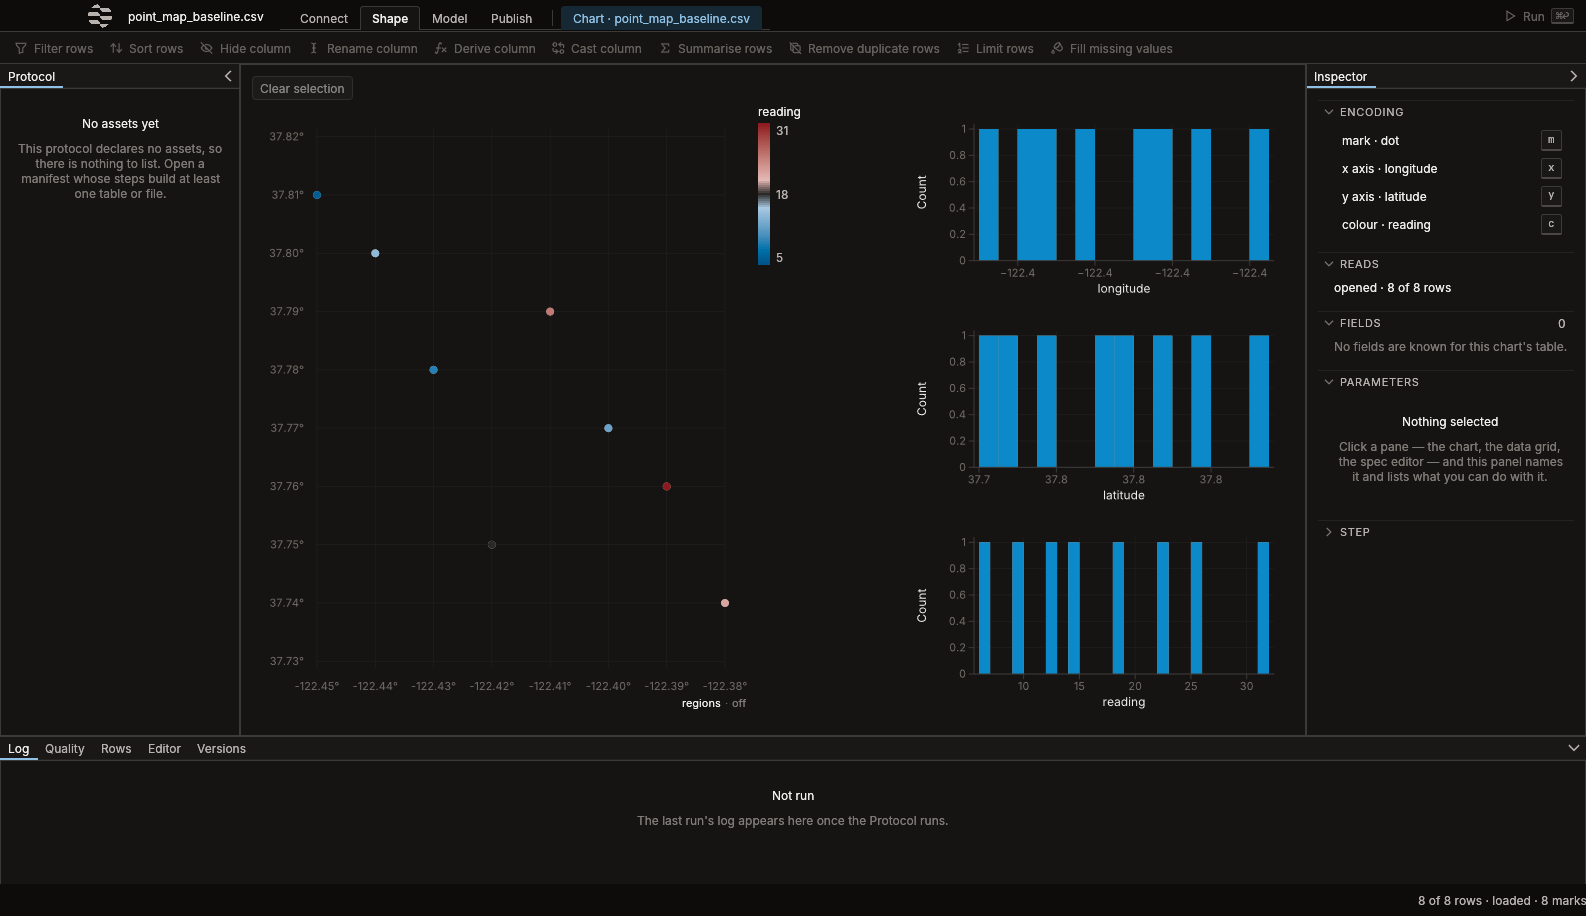 point_map_baseline.csv
Connect
Shape
Model
Publish
Chart · point_map_baseline.csv
Run
Filter rows
Sort rows
Hide column
Rename column
Derive column
Cast column
Summarise rows
Remove duplicate rows
Limit rows
Fill missing values
Protocol
No assets yet
This protocol declares no assets, so
there is nothing to list. Open a
manifest whose steps build at least
one table or file.
Clear selection
37.82°
37.81°
37.80°
37.79°
37.78°
37.77°
37.76°
37.75°
37.74°
37.73°
-122.45°
-122.44°
-122.43°
-122.42°
-122.41°
-122.40°
-122.39°
-122.38°
regions · off
reading
31
18
5
Count
1
0.8
0.6
0.4
0.2
0
−122.4
−122.4
−122.4
−122.4
longitude
Count
1
0.8
0.6
0.4
0.2
0
37.7
37.8
37.8
37.8
latitude
Count
1
0.8
0.6
0.4
0.2
0
10
15
20
25
30
reading
Inspector
ENCODING
mark · dot
m
x axis · longitude
x
y axis · latitude
y
colour · reading
c
READS
opened · 8 of 8 rows
FIELDS
0
No fields are known for this chart's table.
PARAMETERS
Nothing selected
Click a pane — the chart, the data grid,
the spec editor — and this panel names
it and lists what you can do with it.
STEP
Log
Quality
Rows
Editor
Versions
Not run
The last run's log appears here once the Protocol runs.
8 of 8 rows · loaded · 8 marks